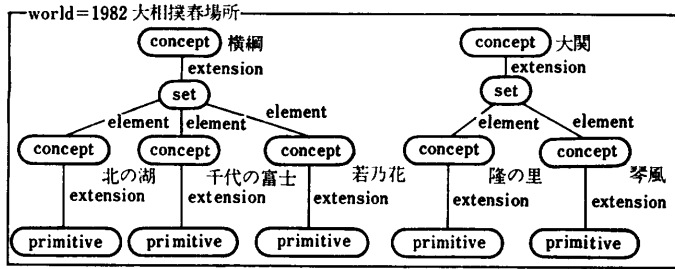 world=1982 大相撲春場所
concept 横綱 concept 大関
extension extension
set set
element element element element element
concept concept concept concept concept
北の湖 千代の富士 若乃花 隆の里 琴風
extension extension extension extension extension
primitive primitive primitive primitive primitive